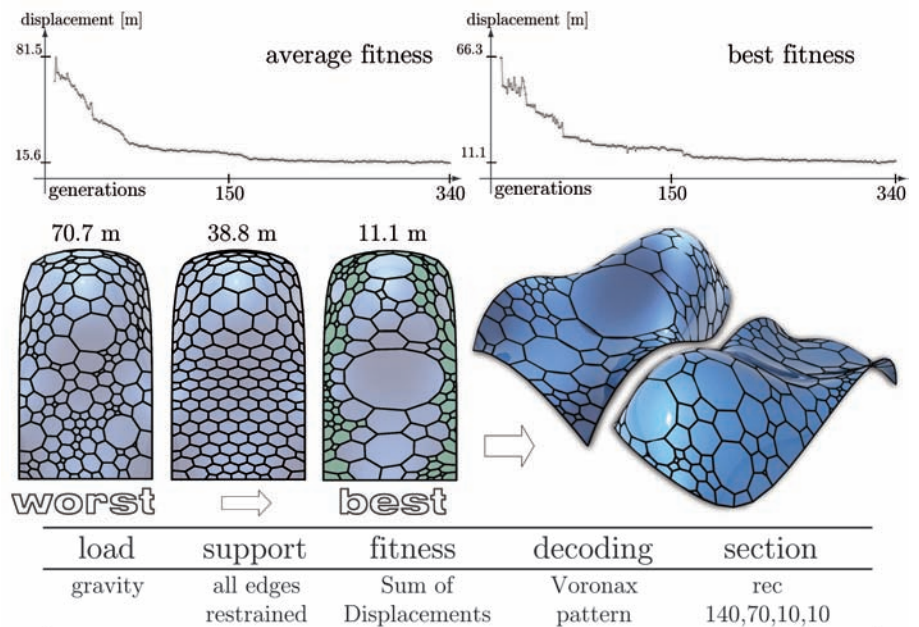 displacement [m]
81.5
average fitness
15.6
generations
150
340
displacement [m]
66.3
best fitness
11.1
generations
150
340
70.7 m
38.8 m
11.1 m
worst
best
load support fitness decoding section
gravity all edges Sum of Voronax rec
restrained Displacements pattern 140,70,10,10